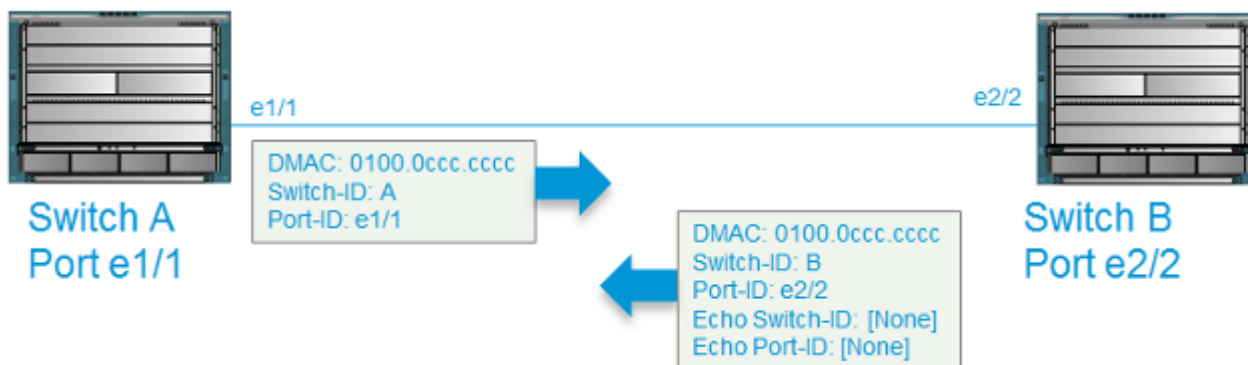 e1/1
e2/2
DMAC: 0100.0ccc.cccc
Switch-ID: A
Port-ID: e1/1
Switch A
Port e1/1
DMAC: 0100.0ccc.cccc
Switch-ID: B
Port-ID: e2/2
Echo Switch-ID: [None]
Echo Port-ID: [None]
Switch B
Port e2/2